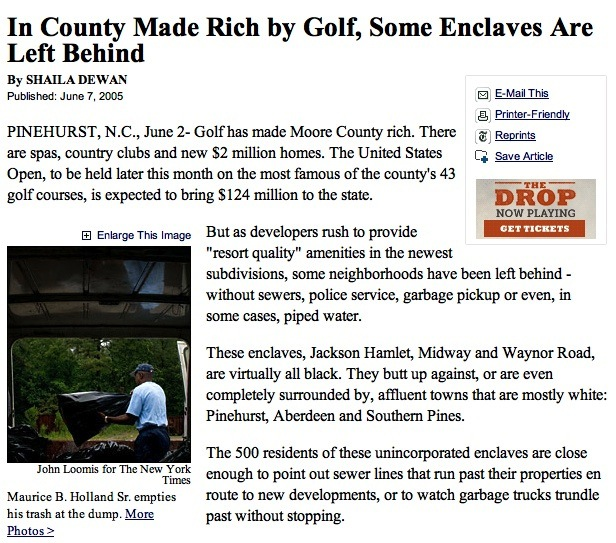 In County Made Rich by Golf, Some Enclaves Are
Left Behind
By SHAILA DEWAN
Published: June 7, 2005
E-Mail This
Printer-Friendly
Reprints
Save Article
THE
DROP
NOW PLAYING
GET TICKETS
PINEHURST, N.C., June 2- Golf has made Moore County rich. There
are spas, country clubs and new $2 million homes. The United States
Open, to be held later this month on the most famous of the county's 43
golf courses, is expected to bring $124 million to the state.
Enlarge This Image
John Loomis for The New York
Times
Maurice B. Holland Sr. empties
his trash at the dump. More
Photos >
But as developers rush to provide
"resort quality" amenities in the newest
subdivisions, some neighborhoods have been left behind -
without sewers, police service, garbage pickup or even, in
some cases, piped water.
These enclaves, Jackson Hamlet, Midway and Waynor Road,
are virtually all black. They butt up against, or are even
completely surrounded by, affluent towns that are mostly white:
Pinehurst, Aberdeen and Southern Pines.
The 500 residents of these unincorporated enclaves are close
enough to point out sewer lines that run past their properties en
route to new developments, or to watch garbage trucks trundle
past without stopping.